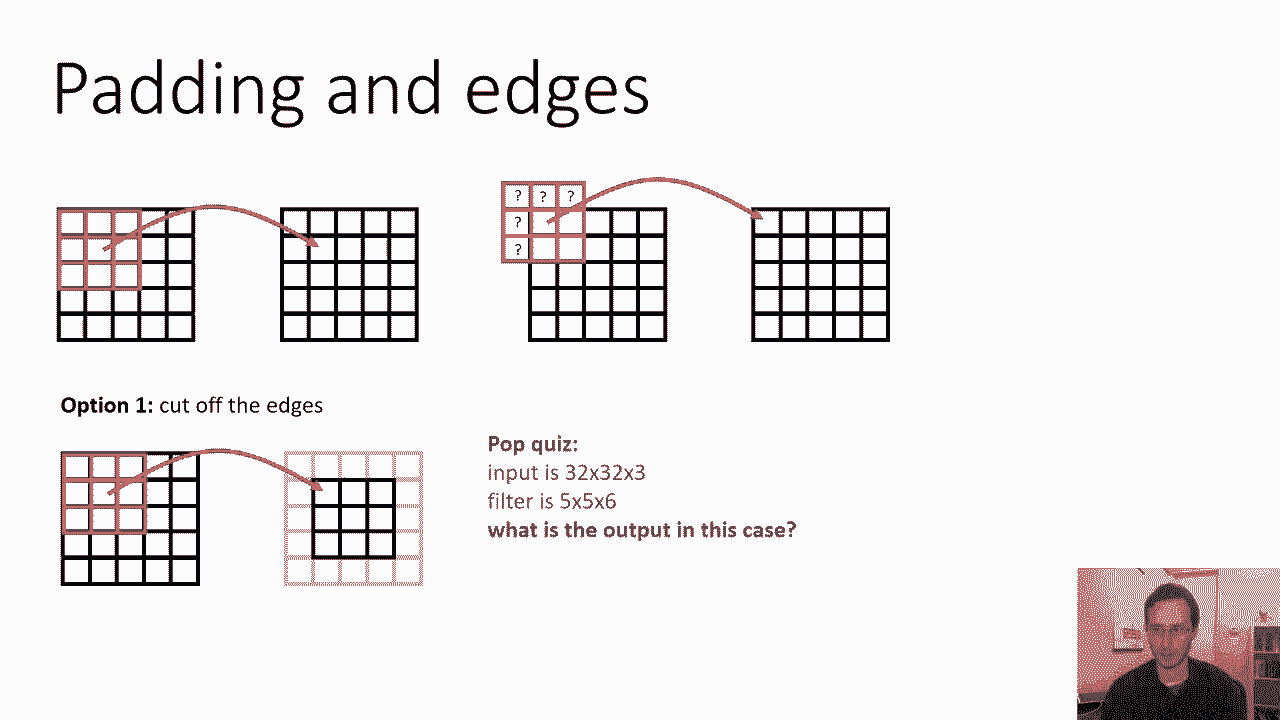 Padding and edges
? ? ?
?
?
Option 1: cut off the edges
Pop quiz:
input is 32x32x3
filter is 5x5x6
what is the output in this case?